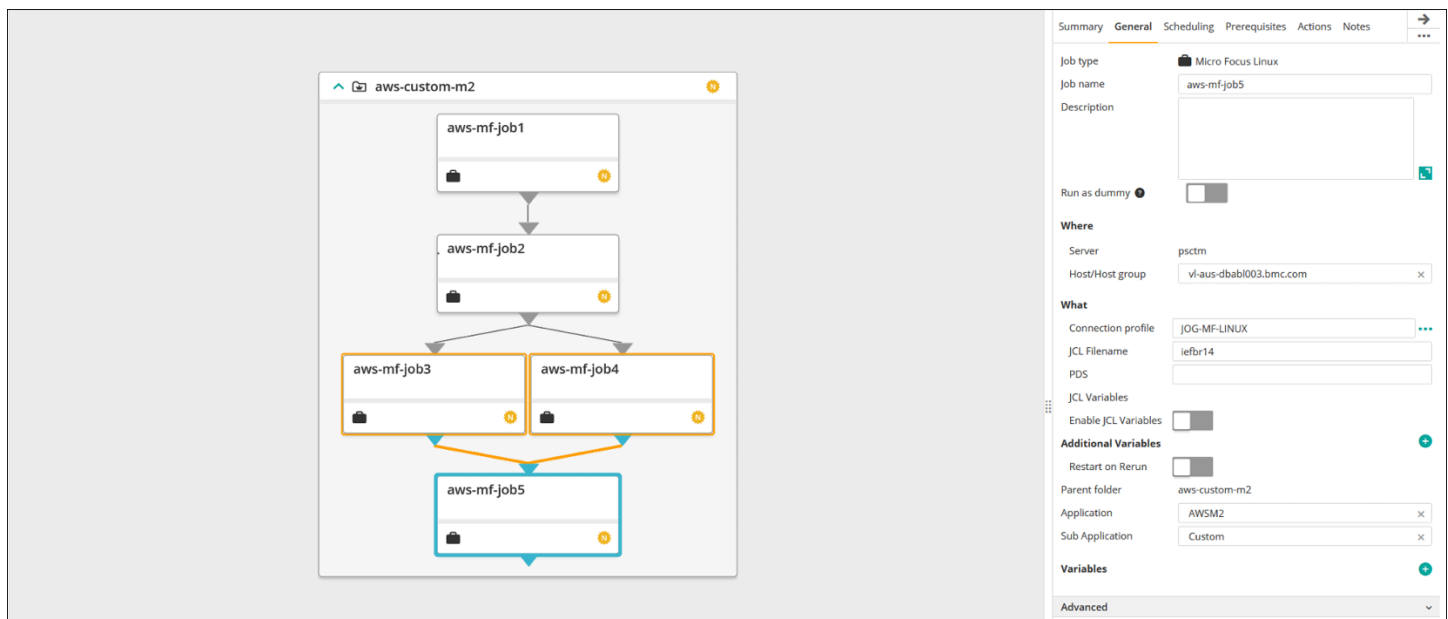 aws-custom-m2 N
aws-mf-job1
N
aws-mf-job2
N
aws-mf-job3 aws-mf-job4
N N
aws-mf-job5
N
Summary General Scheduling Prerequisites Actions Notes
Job type Micro Focus Linux
Job name aws-mf-job5
Description
Run as dummy ?
Where
Server psctm
Host/Host group vl-aus-dbabl003.bmc.com
What
Connection profile JOG-MF-LINUX
JCL Filename iefbr14
PDS
JCL Variables
Enable JCL Variables
Additional Variables
Restart on Rerun
Parent folder aws-custom-m2
Application AWSM2
Sub Application Custom
Variables
Advanced